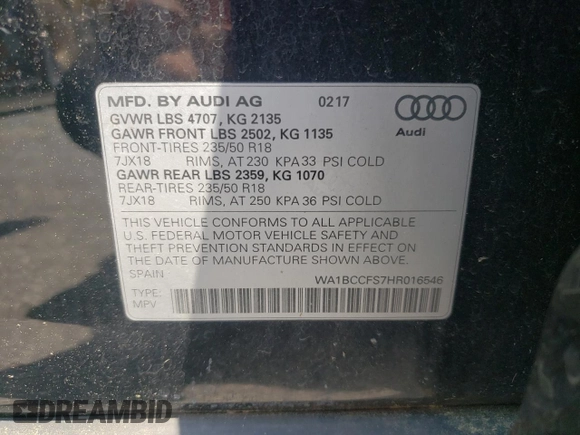 MFD. BY AUDI AG 0217
GVWR LBS 4707, KG 2135
GAWR FRONT LBS 2502, KG 1135
FRONT-TIRES 235/50 R18
7JX18 RIMS, AT 230 KPA 33 PSI COLD
GAWR REAR LBS 2359, KG 1070
REAR-TIRES 235/50 R18
7JX18 RIMS, AT 250 KPA 36 PSI COLD
Audi
THIS VEHICLE CONFORMS TO ALL APPLICABLE
U.S. FEDERAL MOTOR VEHICLE SAFETY AND
THEFT PREVENTION STANDARDS IN EFFECT ON
THE DATE OF MANUFACTURE SHOWN ABOVE.
WA1BCCFS7HR016546
TYPE:
MPV
DREAMBID